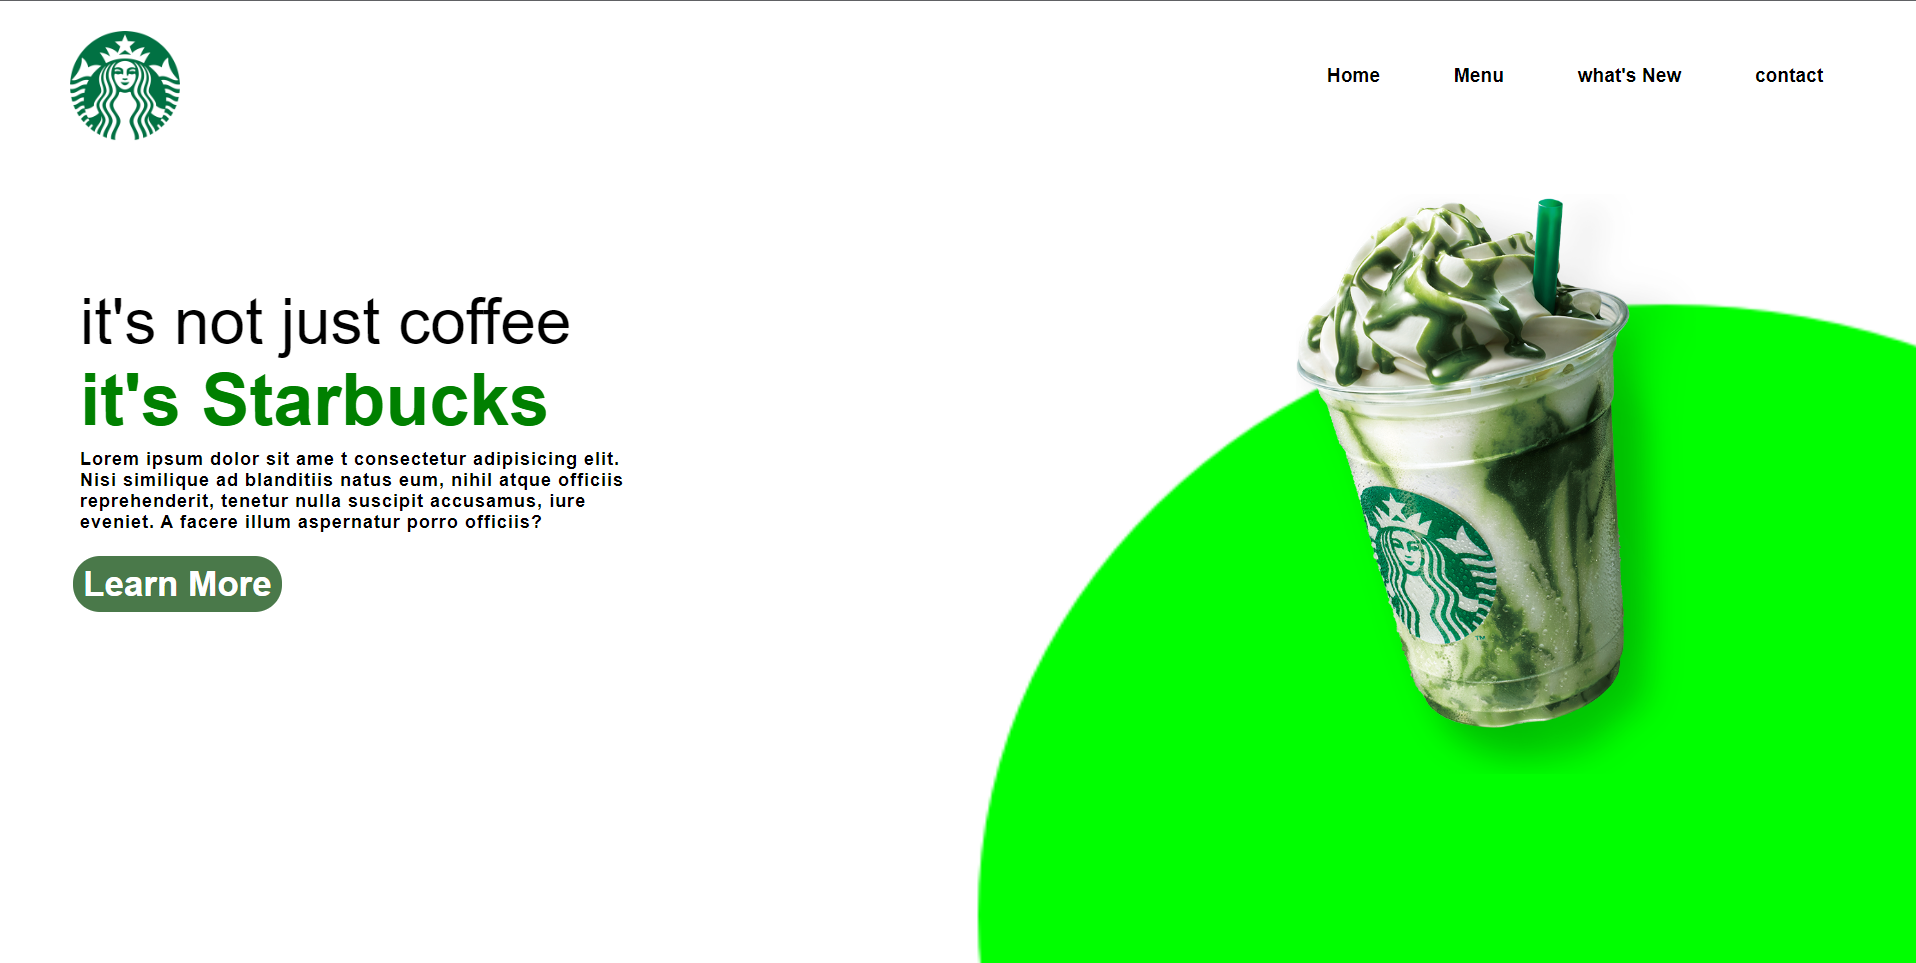 Home Menu what's New contact
it's not just coffee
it's Starbucks
Lorem ipsum dolor sit ame t consectetur adipisicing elit.
Nisi similique ad blanditiis natus eum, nihil atque officiis
reprehenderit, tenetur nulla suscipit accusamus, iure
eveniet. A facere illum aspernatur porro officiis?
Learn More
TM